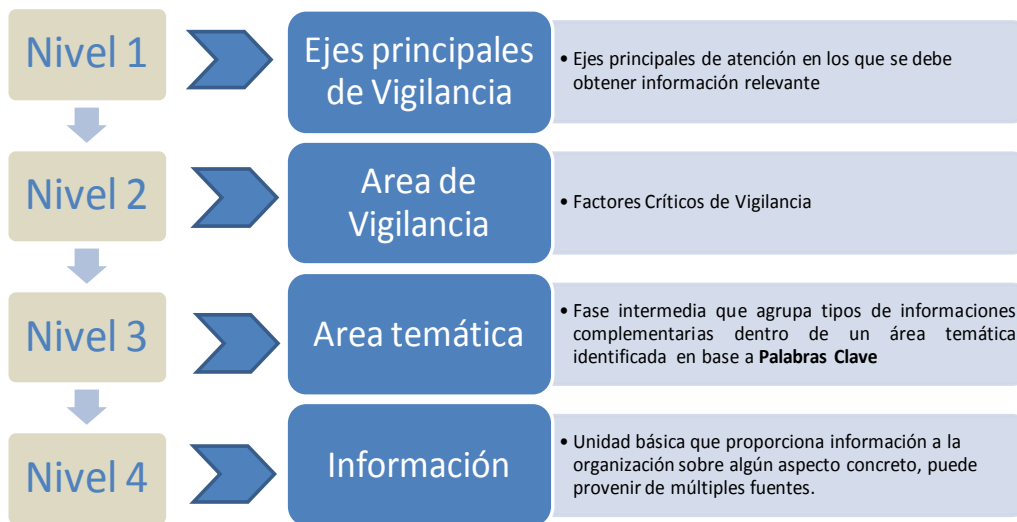 Nivel 1
Ejes principales
de Vigilancia
• Ejes principales de atención en los que se debe
obtener información relevante
Nivel 2
Area de
Vigilancia
• Factores Críticos de Vigilancia
Nivel 3
Area temática
• Fase intermedia que agrupa tipos de informaciones
complementarias dentro de un área temática
identificada en base a Palabras Clave
Nivel 4
Información
• Unidad básica que proporciona información a la
organización sobre algún aspecto concreto, puede
provenir de múltiples fuentes.